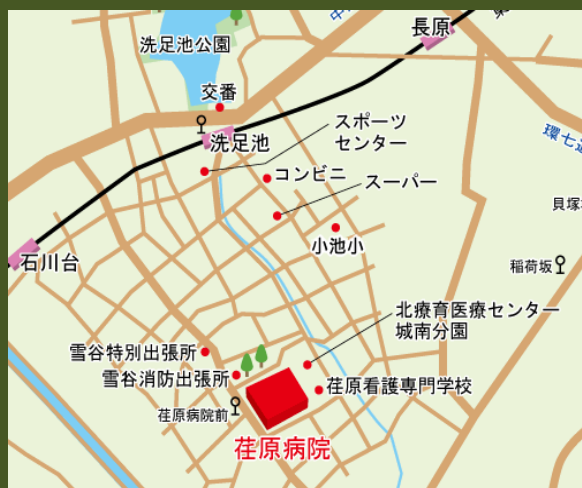 長原
洗足池公園
交番
洗足池
スポーツ
センター
コンビニ
スーパー
環七通
貝塚
小池小
石川台
稲荷坂
北療育医療センター
城南分園
雪谷特別出張所
雪谷消防出張所
荏原看護専門学校
荏原病院前
荏原病院